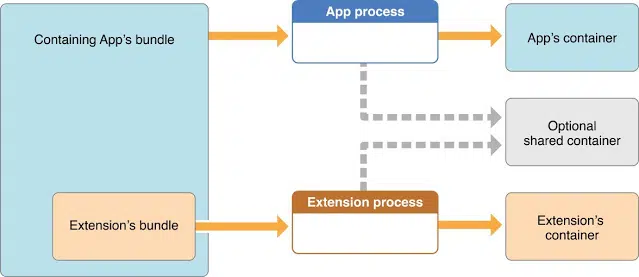 Containing App's bundle
App process
App's container
Optional
shared container
Extension's bundle
Extension process
Extension's
container